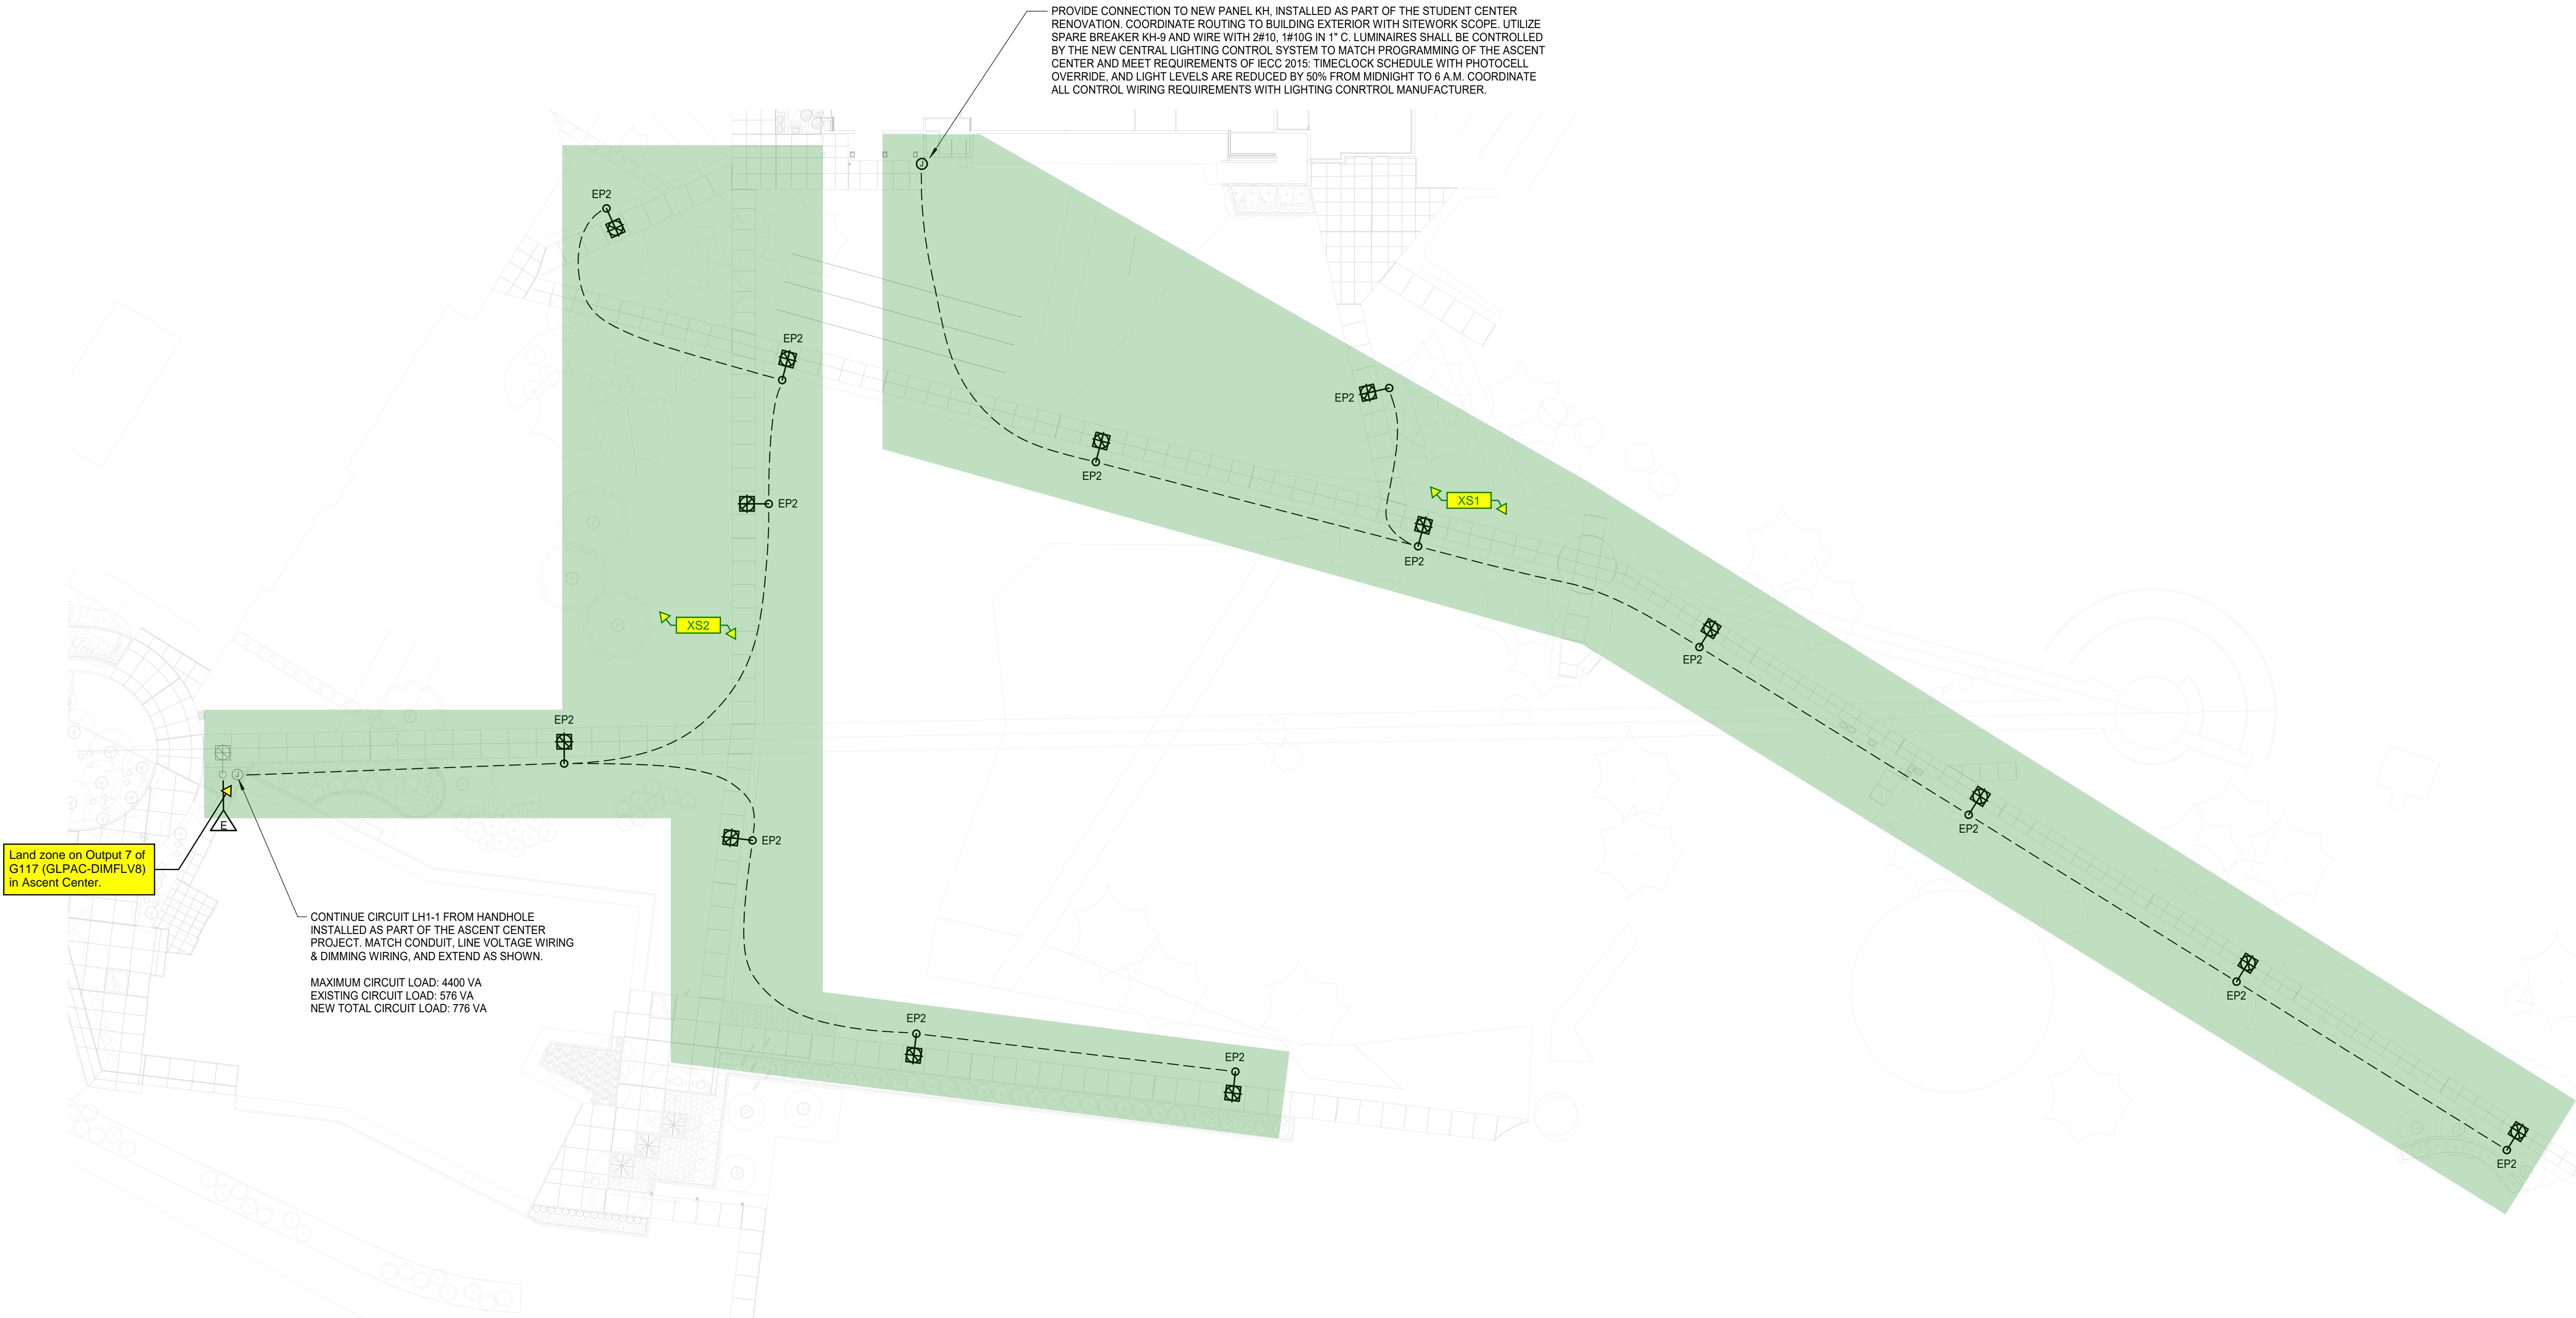 PROVIDE CONNECTION TO NEW PANEL KH, INSTALLED AS PART OF THE STUDENT CENTER
RENOVATION. COORDINATE ROUTING TO BUILDING EXTERIOR WITH SITEWORK SCOPE. UTILIZE
SPARE BREAKER KH-9 AND WIRE WITH 2#10, 1#10G IN 1" C. LUMINAIRES SHALL BE CONTROLLED
BY THE NEW CENTRAL LIGHTING CONTROL SYSTEM TO MATCH PROGRAMMING OF THE ASCENT
CENTER AND MEET REQUIREMENTS OF IECC 2015: TIMECLOCK SCHEDULE WITH PHOTOCELL
OVERRIDE, AND LIGHT LEVELS ARE REDUCED BY 50% FROM MIDNIGHT TO 6 A.M. COORDINATE
ALL CONTROL WIRING REQUIREMENTS WITH LIGHTING CONRTROL MANUFACTURER.
J
EP2
EP2
EP2
EP2
EP2
XS1
EP2
XS2
EP2
EP2
J
EP2
E
EP2
Land zone on Output 7 of
G117 (GLPAC-DIMFLV8)
in Ascent Center.
CONTINUE CIRCUIT LH1-1 FROM HANDHOLE
INSTALLED AS PART OF THE ASCENT CENTER
PROJECT. MATCH CONDUIT, LINE VOLTAGE WIRING
& DIMMING WIRING, AND EXTEND AS SHOWN.
MAXIMUM CIRCUIT LOAD: 4400 VA
EXISTING CIRCUIT LOAD: 576 VA
NEW TOTAL CIRCUIT LOAD: 776 VA
EP2
EP2
EP2
EP2